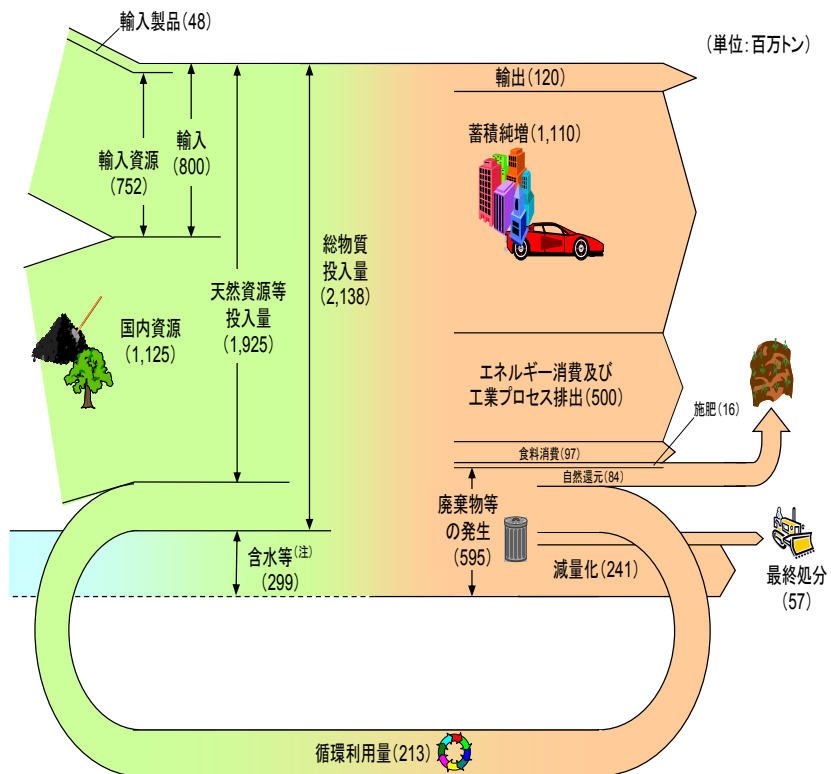 輸入製品(48)
(単位:百万トン)
輸出(120)
蓄積純増(1,110)
輸入
(800)
輸入資源
(752)
総物質
投入量
(2,138)
天然資源等
投入量
(1,925)
国内資源
(1,125)
エネルギー消費及び
工業プロセス排出(500)
施肥(16)
食料消費(97)
自然還元(84)
廃棄物等
の発生
(595)
含水等(注)
(299)
減量化(241)
最終処分
(57)
循環利用量(213)